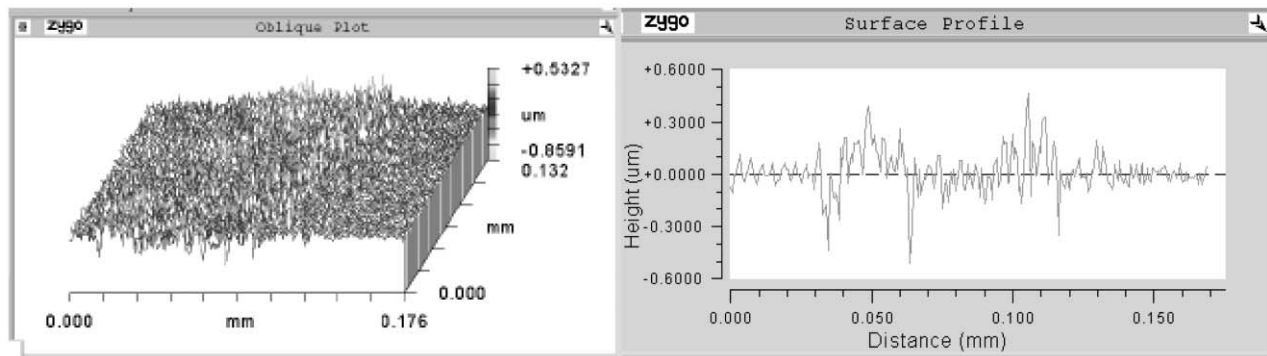 zygo
Oblique Plot
+0.5327
um
-0.8591
0.132
mm
0.000
0.000
mm
0.176
zygo
Surface Profile
+0.6000
+0.3000
+0.0000
-0.3000
-0.6000
Height (um)
0.000
0.050
0.100
0.150
Distance (mm)